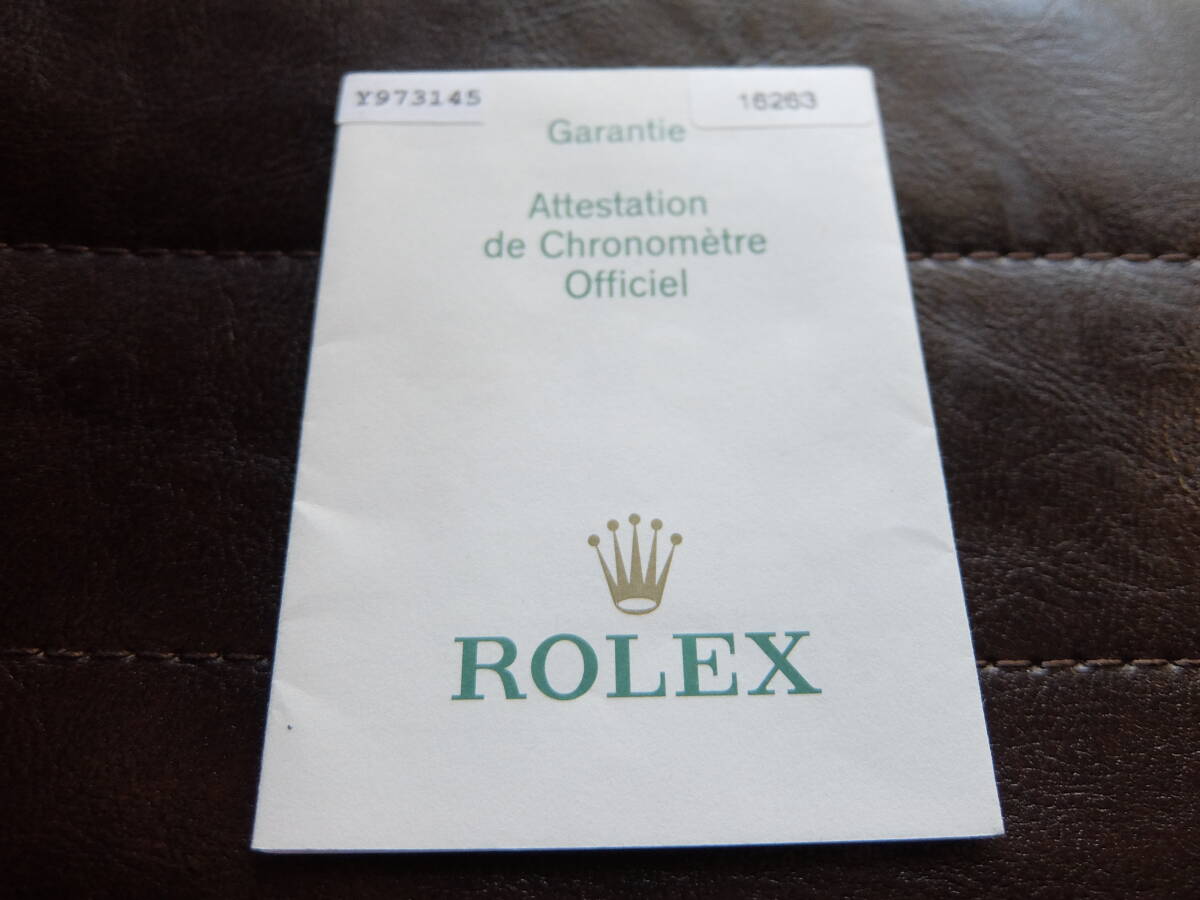 Y973145
16263
Garantie
Attestation
de Chronomètre
Officiel
ROLEX